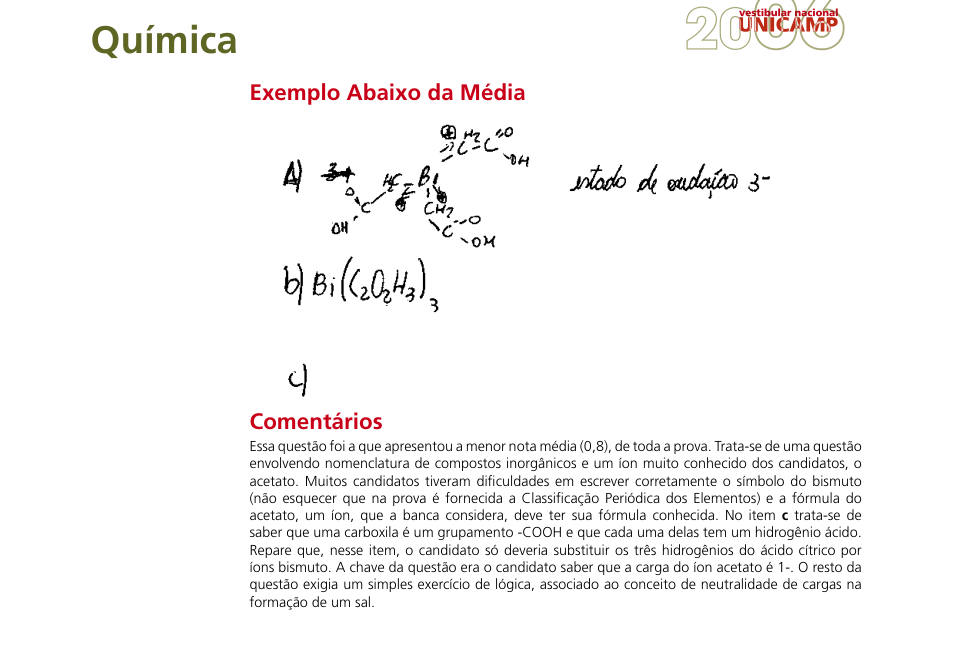 Química
2006
vestibular nacional
UNICAMP
Exemplo Abaixo da Média
A)
H2 O
C - C
OH
H2C Bi
O
C
OH
CH2
C O
OH
estado de oxidação 3-
b) Bi(C2O2H3)3
c)
Comentários
Essa questão foi a que apresentou a menor nota média (0,8), de toda a prova. Trata-se de uma questão
envolvendo nomenclatura de compostos inorgânicos e um íon muito conhecido dos candidatos, o
acetato. Muitos candidatos tiveram dificuldades em escrever corretamente o símbolo do bismuto
(não esquecer que na prova é fornecida a Classificação Periódica dos Elementos) e a fórmula do
acetato, um íon, que a banca considera, deve ter sua fórmula conhecida. No item c trata-se de
saber que uma carboxila é um grupamento -COOH e que cada uma delas tem um hidrogênio ácido.
Repare que, nesse item, o candidato só deveria substituir os três hidrogênios do ácido cítrico por
íons bismuto. A chave da questão era o candidato saber que a carga do íon acetato é 1-. O resto da
questão exigia um simples exercício de lógica, associado ao conceito de neutralidade de cargas na
formação de um sal.